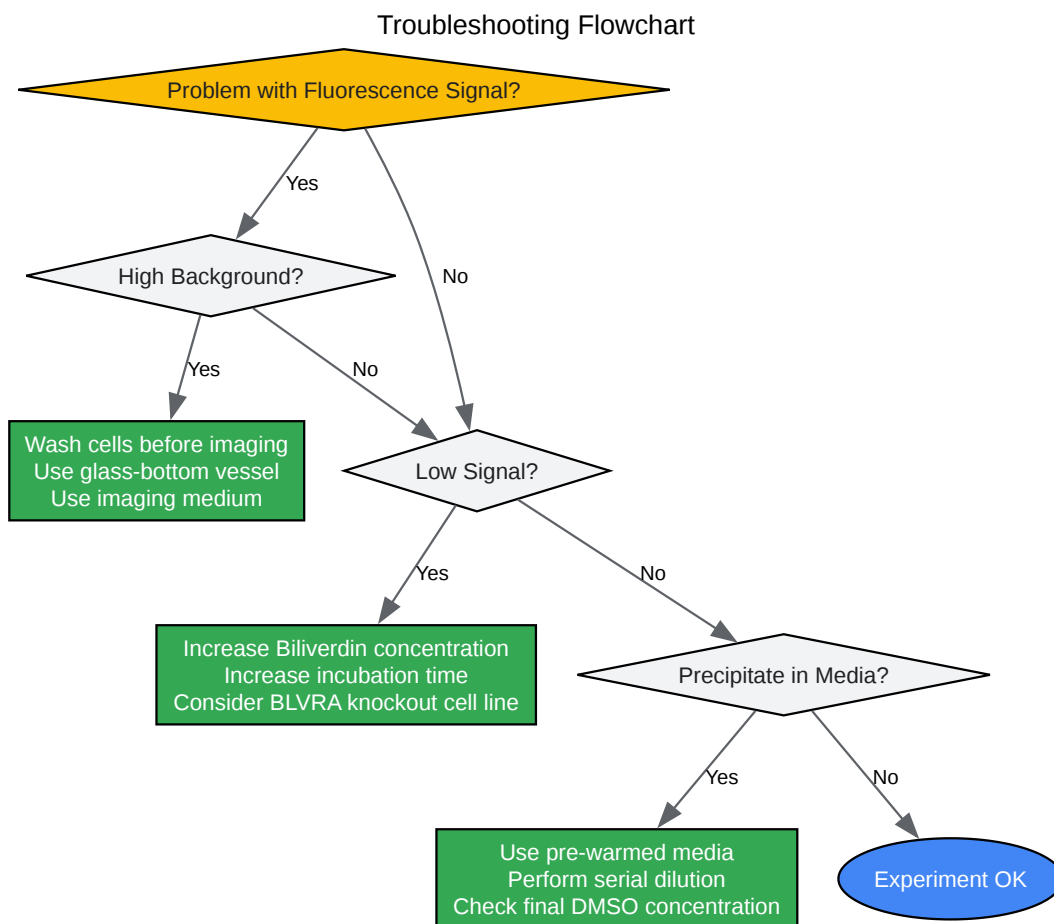 Troubleshooting Flowchart
Problem with Fluorescence Signal?
Yes
No
High Background?
Yes
No
Wash cells before imaging
Use glass-bottom vessel
Use imaging medium
Low Signal?
Yes
No
Increase Biliverdin concentration
Increase incubation time
Consider BLVRA knockout cell line
Precipitate in Media?
Yes
No
Use pre-warmed media
Perform serial dilution
Check final DMSO concentration
Experiment OK